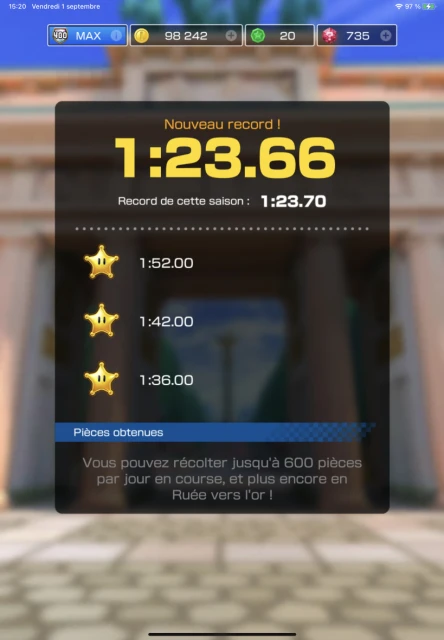 15:20 Vendredi 1 septembre 97 %
400 MAX i 98 242 + 20 735 +
Nouveau record !
1:23.66
Record de cette saison : 1:23.70
1:52.00
1:42.00
1:36.00
Pièces obtenues
Vous pouvez récolter jusqu'à 600 pièces
par jour en course, et plus encore en
Ruée vers l'or !